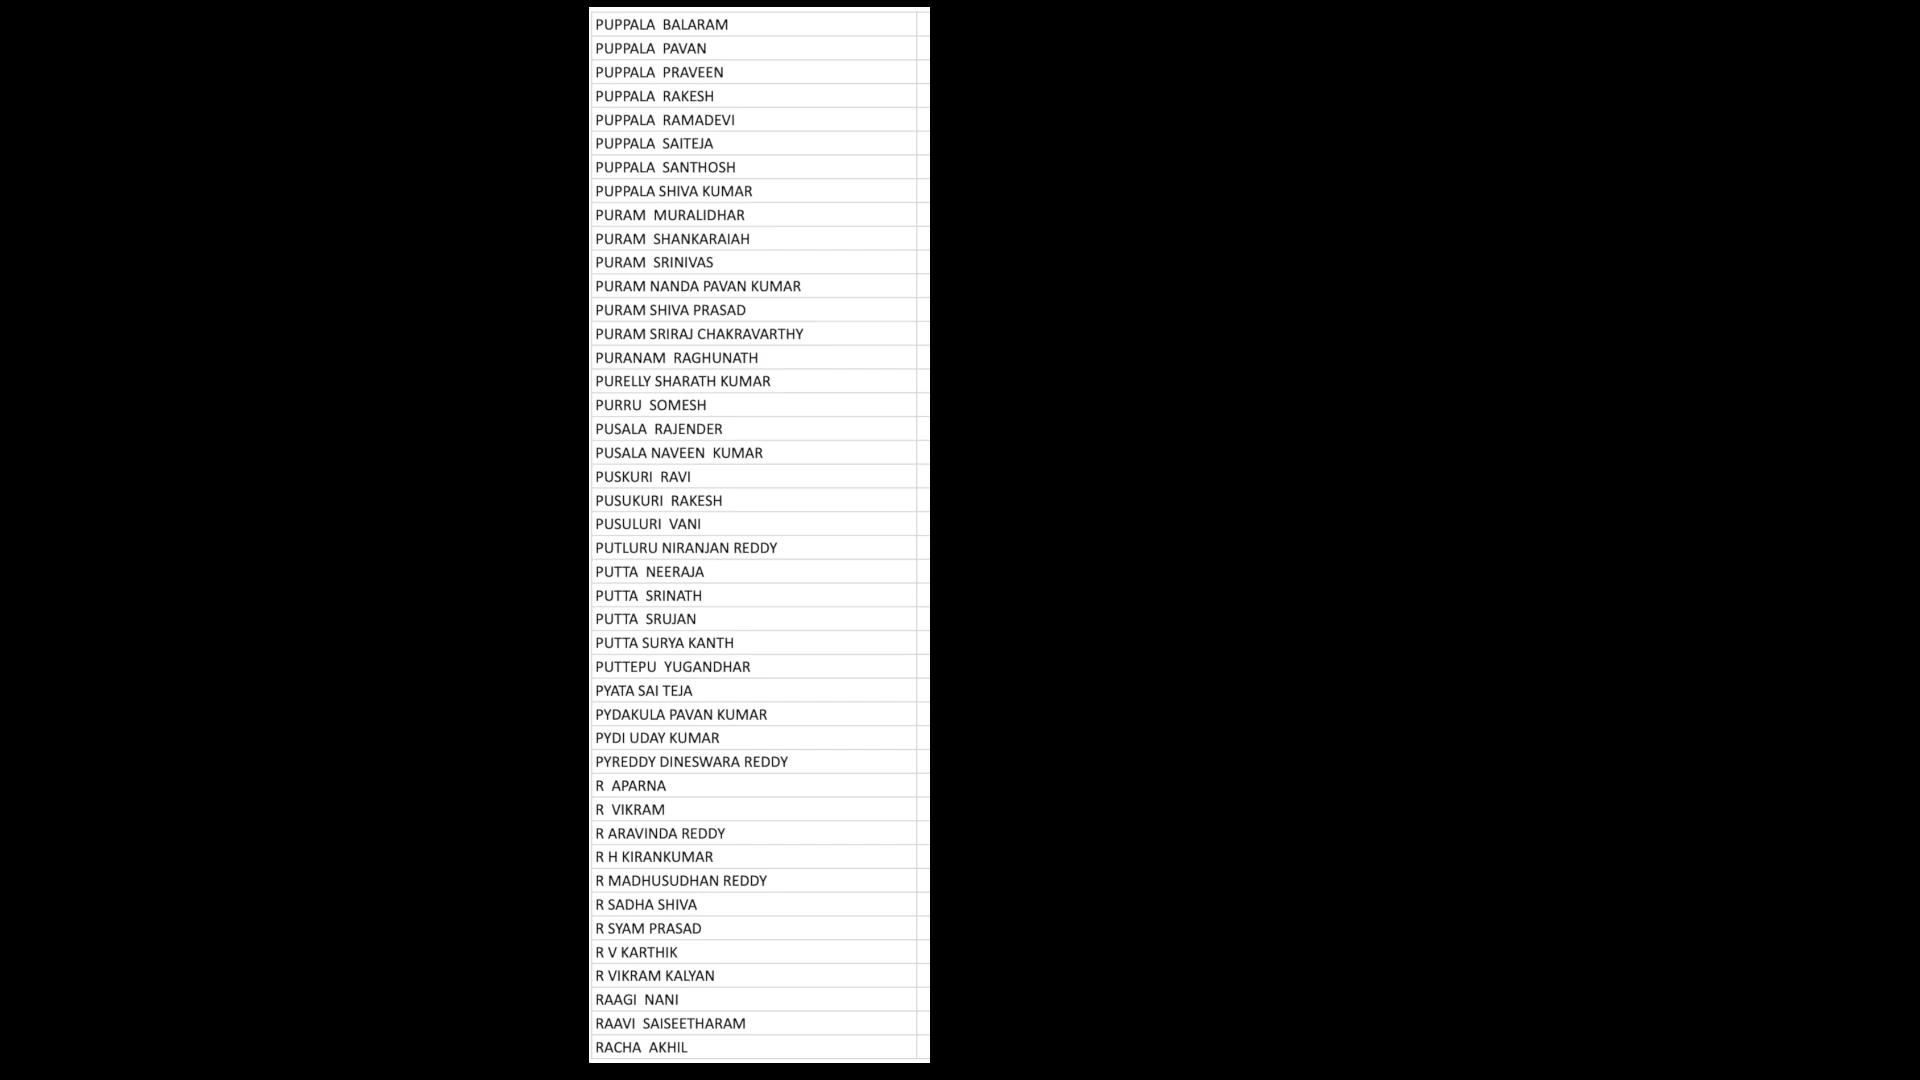 PUPPALA  BALARAM
PUPPALA  PAVAN
PUPPALA  PRAVEEN
PUPPALA  RAKESH
PUPPALA  RAMADEVI
PUPPALA  SAITEJA
PUPPALA  SANTHOSH
PUPPALA SHIVA KUMAR
PURAM  MURALIDHAR
PURAM  SHANKARAIAH
PURAM  SRINIVAS
PURAM NANDA PAVAN KUMAR
PURAM SHIVA PRASAD
PURAM SRIRAJ CHAKRAVARTHY
PURANAM  RAGHUNATH
PURELLY SHARATH KUMAR
PURRU  SOMESH
PUSALA  RAJENDER
PUSALA NAVEEN  KUMAR
PUSKURI  RAVI
PUSUKURI  RAKESH
PUSULURI  VANI
PUTLURU NIRANJAN REDDY
PUTTA  NEERAJA
PUTTA  SRINATH
PUTTA  SRUJAN
PUTTA SURYA KANTH
PUTTEPU  YUGANDHAR
PYATA SAI TEJA
PYDAKULA PAVAN KUMAR
PYDI UDAY KUMAR
PYREDDY DINESWARA REDDY
R  APARNA
R  VIKRAM
R ARAVINDA REDDY
R H KIRANKUMAR
R MADHUSUDHAN REDDY
R SADHA SHIVA
R SYAM PRASAD
R V KARTHIK
R VIKRAM KALYAN
RAAGI  NANI
RAAVI  SAISEETHARAM
RACHA  AKHIL